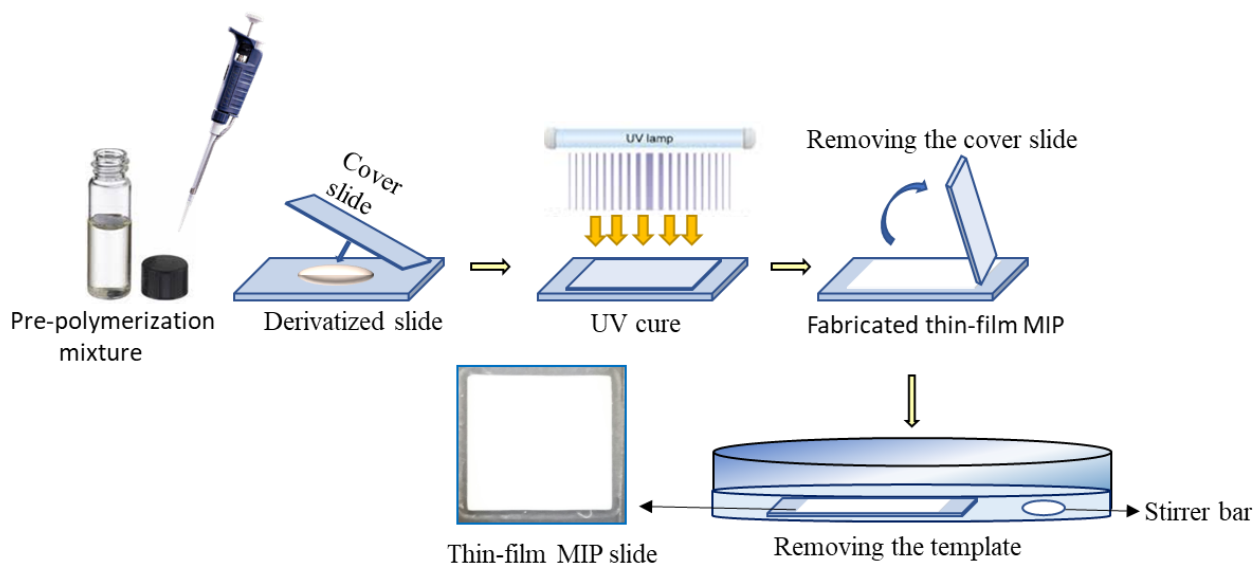 Pre-polymerization
mixture
Cover
slide
Derivatized slide
UV lamp
UV cure
Removing the cover slide
Fabricated thin-film MIP
Thin-film MIP slide
Stirrer bar
Removing the template